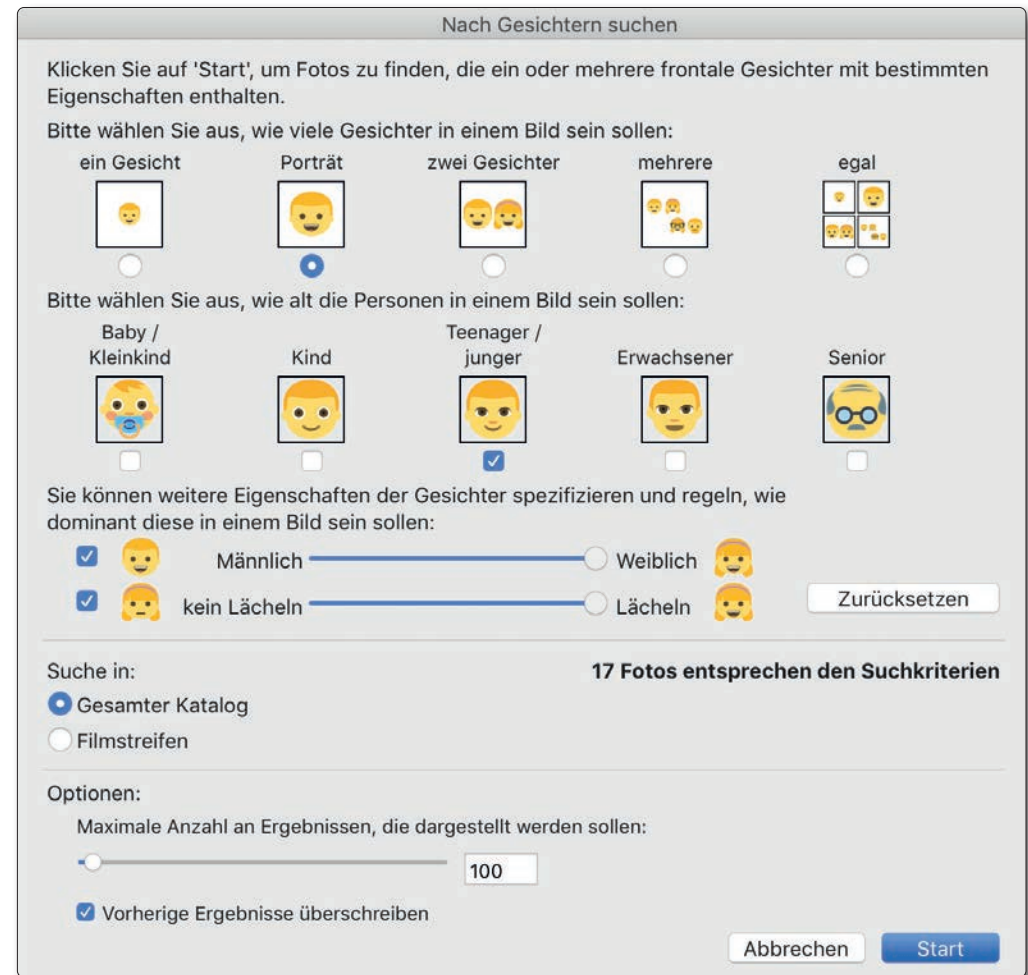 Nach Gesichtern suchen
Klicken Sie auf 'Start', um Fotos zu finden, die ein oder mehrere frontale Gesichter mit bestimmten
Eigenschaften enthalten.
Bitte wählen Sie aus, wie viele Gesichter in einem Bild sein sollen:
ein Gesicht Porträt zwei Gesichter mehrere egal
Bitte wählen Sie aus, wie alt die Personen in einem Bild sein sollen:
Baby / Teenager /
Kleinkind Kind junger Erwachsener Senior
Sie können weitere Eigenschaften der Gesichter spezifizieren und regeln, wie
dominant diese in einem Bild sein sollen:
Männlich Weiblich
kein Lächeln Lächeln Zurücksetzen
Suche in: 17 Fotos entsprechen den Suchkriterien
Gesamter Katalog
Filmstreifen
Optionen:
Maximale Anzahl an Ergebnissen, die dargestellt werden sollen:
100
Vorherige Ergebnisse überschreiben
Abbrechen Start